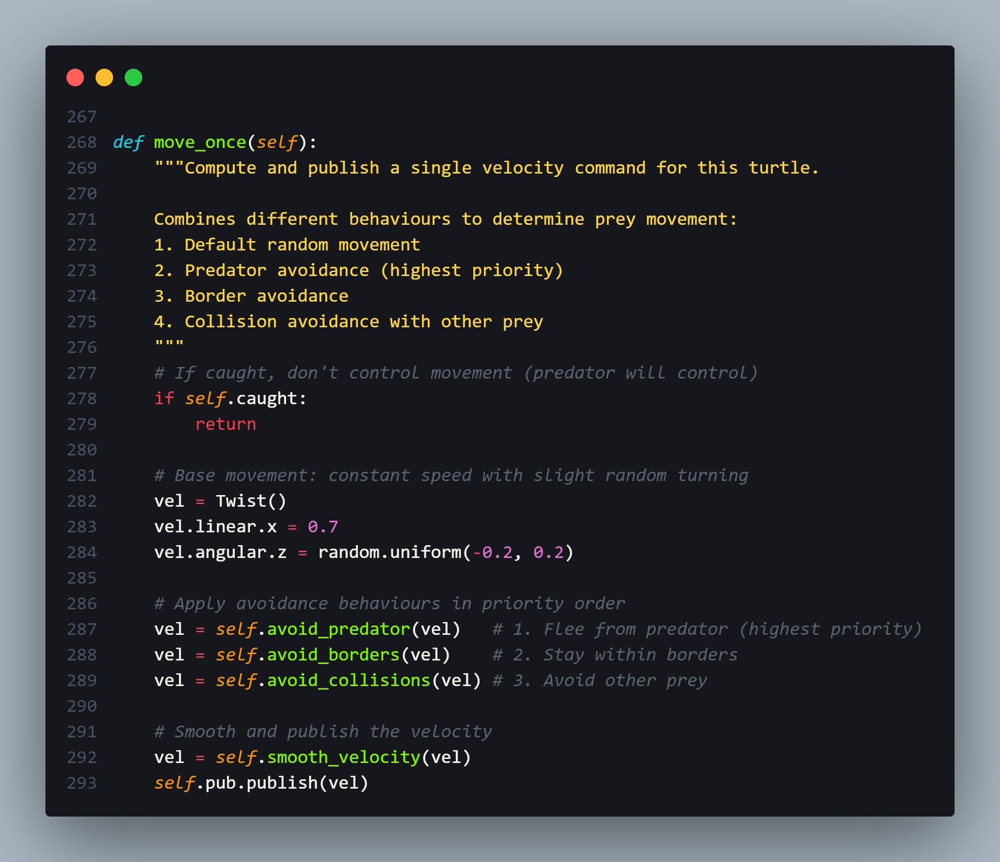 267
268 def move_once(self):
269     """Compute and publish a single velocity command for this turtle.
270
271     Combines different behaviours to determine prey movement:
272     1. Default random movement
273     2. Predator avoidance (highest priority)
274     3. Border avoidance
275     4. Collision avoidance with other prey
276     """
277     # If caught, don't control movement (predator will control)
278     if self.caught:
279         return
280
281     # Base movement: constant speed with slight random turning
282     vel = Twist()
283     vel.linear.x = 0.7
284     vel.angular.z = random.uniform(-0.2, 0.2)
285
286     # Apply avoidance behaviours in priority order
287     vel = self.avoid_predator(vel)   # 1. Flee from predator (highest priority)
288     vel = self.avoid_borders(vel)    # 2. Stay within borders
289     vel = self.avoid_collisions(vel) # 3. Avoid other prey
290
291     # Smooth and publish the velocity
292     vel = self.smooth_velocity(vel)
293     self.pub.publish(vel)